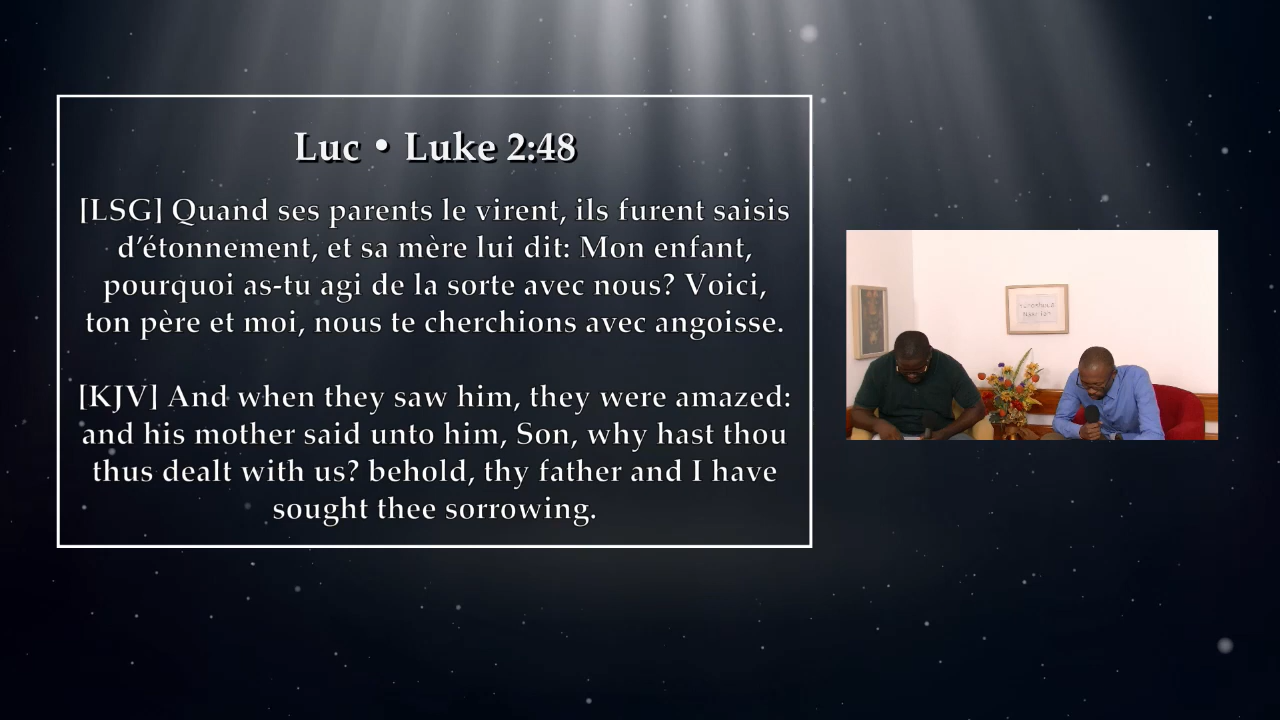 Luc • Luke 2:48
[LSG] Quand ses parents le virent, ils furent saisis
d’étonnement, et sa mère lui dit: Mon enfant,
pourquoi as-tu agi de la sorte avec nous? Voici,
ton père et moi, nous te cherchions avec angoisse.
[KJV] And when they saw him, they were amazed:
and his mother said unto him, Son, why hast thou
thus dealt with us? behold, thy father and I have
sought thee sorrowing.